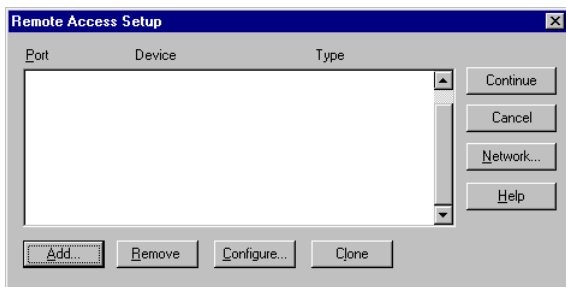 Remote Access Setup
Port Device Type
Continue
Cancel
Network...
Help
Add... Remove Configure... Clone